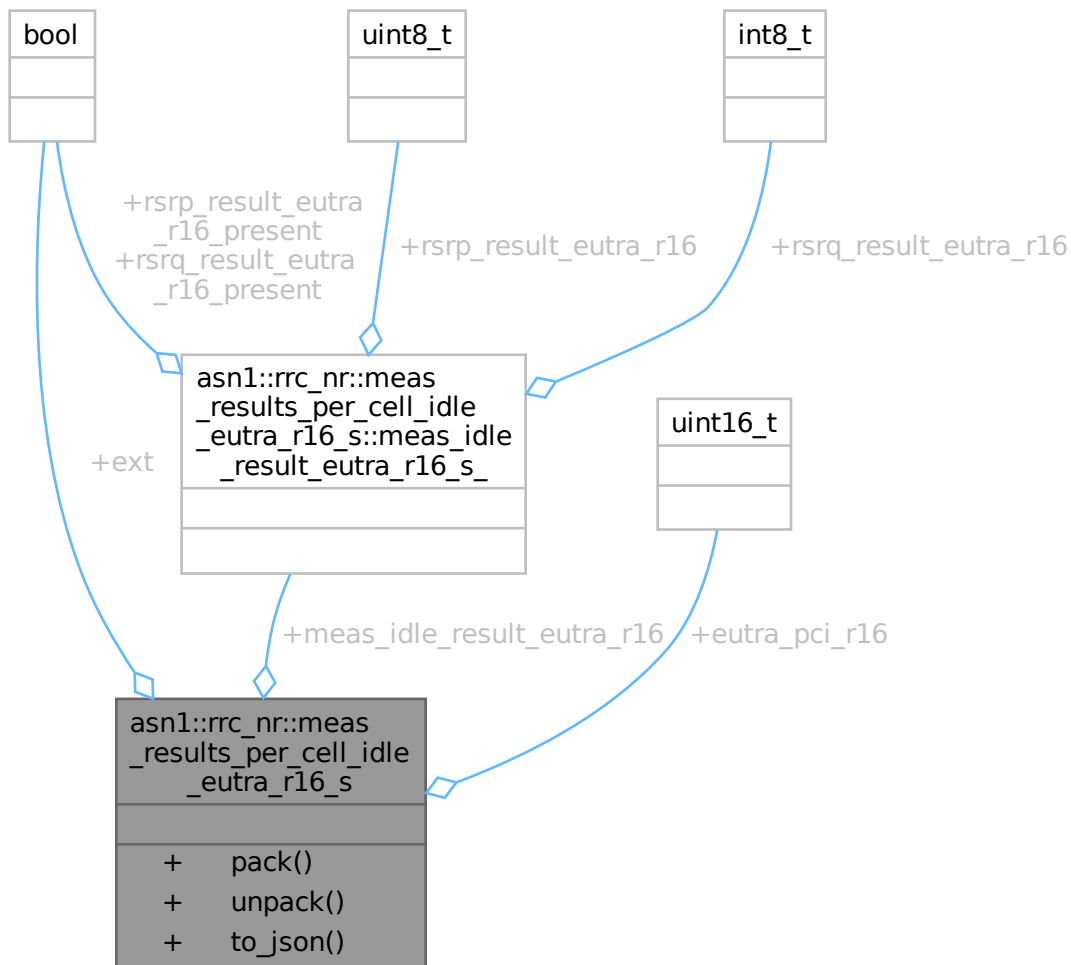 bool
uint8_t
int8_t
+rsrp_result_eutra
_r16_present
+rsrq_result_eutra
_r16_present
+rsrp_result_eutra_r16
+rsrq_result_eutra_r16
asn1::rrc_nr::meas
_results_per_cell_idle
_eutra_r16_s::meas_idle
_result_eutra_r16_s_
uint16_t
+ext
+meas_idle_result_eutra_r16
+eutra_pci_r16
asn1::rrc_nr::meas
_results_per_cell_idle
_eutra_r16_s
+ pack()
+ unpack()
+ to_json()